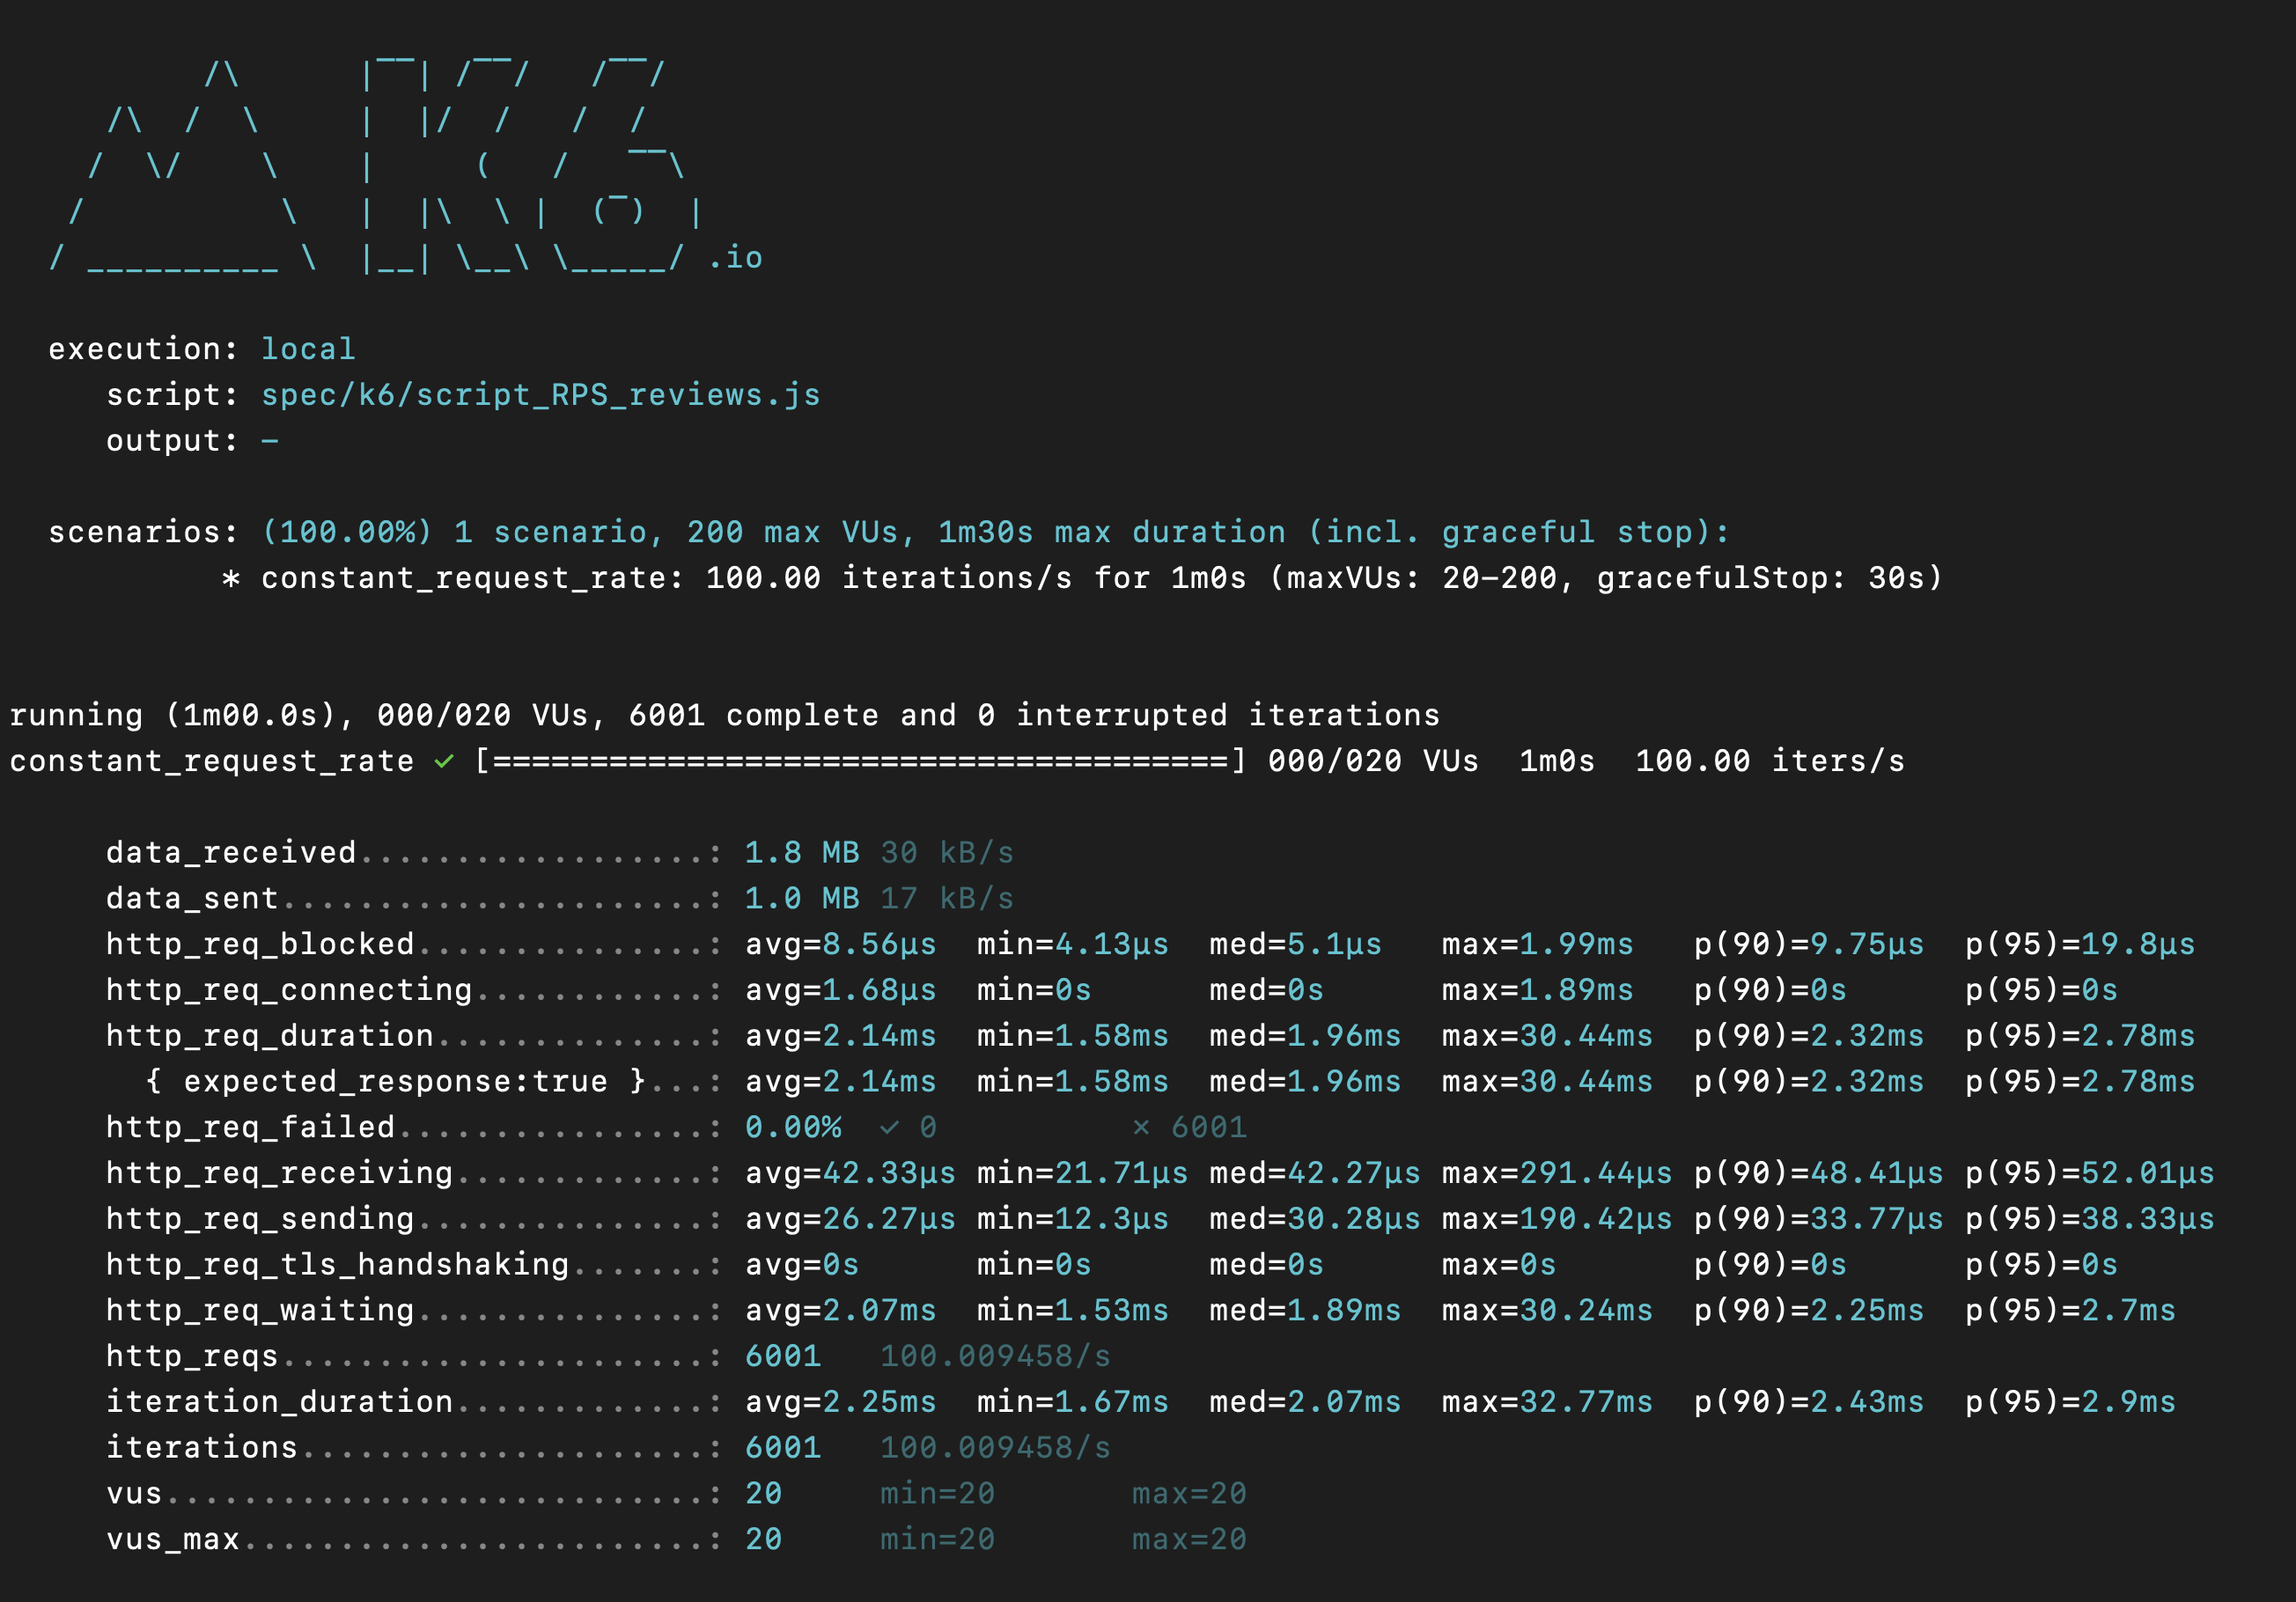 /\      |‾‾| /‾‾/   /‾‾/
     /\  /  \     |  |/  /   /  /
    /  \/    \    |     (   /   ‾‾\
   /          \   |  |\  \ |  (‾)  |
  / __________ \  |__| \__\ \_____/ .io
execution: local
script: spec/k6/script_RPS_reviews.js
output: -
scenarios: (100.00%) 1 scenario, 200 max VUs, 1m30s max duration (incl. graceful stop):
* constant_request_rate: 100.00 iterations/s for 1m0s (maxVUs: 20-200, gracefulStop: 30s)
running (1m00.0s), 000/020 VUs, 6001 complete and 0 interrupted iterations
constant_request_rate ✓ [======================================] 000/020 VUs  1m0s  100.00 iters/s
data_received..................: 1.8 MB 30 kB/s
data_sent......................: 1.0 MB 17 kB/s
http_req_blocked...............: avg=8.56µs  min=4.13µs  med=5.1µs   max=1.99ms   p(90)=9.75µs  p(95)=19.8µs
http_req_connecting............: avg=1.68µs  min=0s      med=0s      max=1.89ms   p(90)=0s      p(95)=0s
http_req_duration..............: avg=2.14ms  min=1.58ms  med=1.96ms  max=30.44ms  p(90)=2.32ms  p(95)=2.78ms
{ expected_response:true }...: avg=2.14ms  min=1.58ms  med=1.96ms  max=30.44ms  p(90)=2.32ms  p(95)=2.78ms
http_req_failed................: 0.00%  ✓ 0          ✗ 6001
http_req_receiving.............: avg=42.33µs min=21.71µs med=42.27µs max=291.44µs p(90)=48.41µs p(95)=52.01µs
http_req_sending...............: avg=26.27µs min=12.3µs  med=30.28µs max=190.42µs p(90)=33.77µs p(95)=38.33µs
http_req_tls_handshaking.......: avg=0s      min=0s      med=0s      max=0s       p(90)=0s      p(95)=0s
http_req_waiting...............: avg=2.07ms  min=1.53ms  med=1.89ms  max=30.24ms  p(90)=2.25ms  p(95)=2.7ms
http_reqs......................: 6001   100.009458/s
iteration_duration.............: avg=2.25ms  min=1.67ms  med=2.07ms  max=32.77ms  p(90)=2.43ms  p(95)=2.9ms
iterations.....................: 6001   100.009458/s
vus............................: 20     min=20       max=20
vus_max........................: 20     min=20       max=20